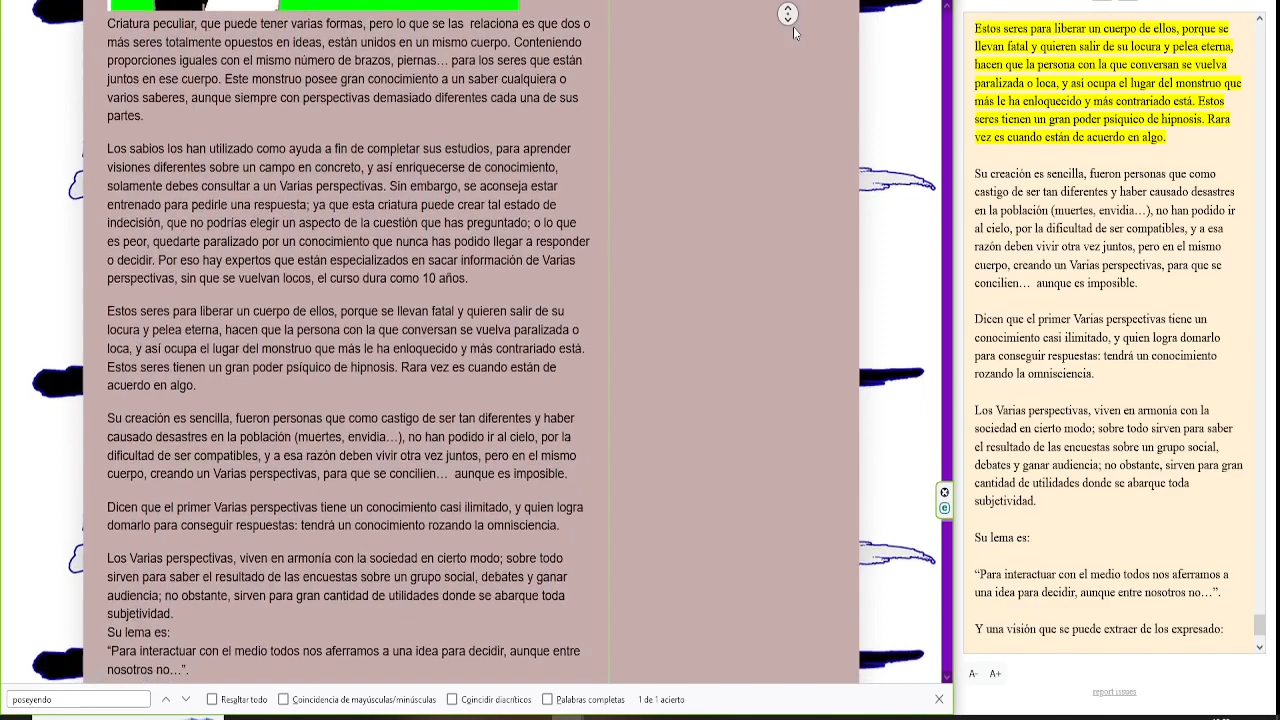 Criatura peculiar, que puede tener varias formas, pero lo que se las  relaciona es que dos o
más seres totalmente opuestos en ideas, están unidos en un mismo cuerpo. Conteniendo
proporciones iguales con el mismo número de brazos, piernas… para los seres que están
juntos en ese cuerpo. Este monstruo posee gran conocimiento a un saber cualquiera o
varios saberes, aunque siempre con perspectivas demasiado diferentes cada una de sus
partes.
Los sabios los han utilizado como ayuda a fin de completar sus estudios, para aprender
visiones diferentes sobre un campo en concreto, y así enriquecerse de conocimiento,
solamente debes consultar a un Varias perspectivas. Sin embargo, se aconseja estar
entrenado para pedirle una respuesta; ya que esta criatura puede crear tal estado de
indecisión, que no podrías elegir un aspecto de la cuestión que has preguntado; o lo que
es peor, quedarte paralizado por un conocimiento que nunca has podido llegar a responder
o decidir. Por eso hay expertos que están especializados en sacar información de Varias
perspectivas, sin que se vuelvan locos, el curso dura como 10 años.
Estos seres para liberar un cuerpo de ellos, porque se llevan fatal y quieren salir de su
locura y pelea eterna, hacen que la persona con la que conversan se vuelva paralizada o
loca, y así ocupa el lugar del monstruo que más le ha enloquecido y más contrariado está.
Estos seres tienen un gran poder psíquico de hipnosis. Rara vez es cuando están de
acuerdo en algo.
Su creación es sencilla, fueron personas que como castigo de ser tan diferentes y haber
causado desastres en la población (muertes, envidia…), no han podido ir al cielo, por la
dificultad de ser compatibles, y a esa razón deben vivir otra vez juntos, pero en el mismo
cuerpo, creando un Varias perspectivas, para que se concilien…  aunque es imposible.
Dicen que el primer Varias perspectivas tiene un conocimiento casi ilimitado, y quien logra
domarlo para conseguir respuestas: tendrá un conocimiento rozando la omnisciencia.
Los Varias perspectivas, viven en armonía con la sociedad en cierto modo; sobre todo
sirven para saber el resultado de las encuestas sobre un grupo social, debates y ganar
audiencia; no obstante, sirven para gran cantidad de utilidades donde se abarque toda
subjetividad.
Su lema es:
“Para interactuar con el medio todos nos aferramos a una idea para decidir, aunque entre
nosotros no…”.
poseyendo
Resaltar todo
Coincidencia de mayúsculas/minúsculas
Coincidir diacríticos
Palabras completas
1 de 1 acierto
Estos seres para liberar un cuerpo de ellos, porque se
llevan fatal y quieren salir de su locura y pelea eterna,
hacen que la persona con la que conversan se vuelva
paralizada o loca, y así ocupa el lugar del monstruo que
más le ha enloquecido y más contrariado está. Estos
seres tienen un gran poder psíquico de hipnosis. Rara
vez es cuando están de acuerdo en algo.
Su creación es sencilla, fueron personas que como
castigo de ser tan diferentes y haber causado desastres
en la población (muertes, envidia…), no han podido ir
al cielo, por la dificultad de ser compatibles, y a esa
razón deben vivir otra vez juntos, pero en el mismo
cuerpo, creando un Varias perspectivas, para que se
concilien…  aunque es imposible.
Dicen que el primer Varias perspectivas tiene un
conocimiento casi ilimitado, y quien logra domarlo
para conseguir respuestas: tendrá un conocimiento
rozando la omnisciencia.
Los Varias perspectivas, viven en armonía con la
sociedad en cierto modo; sobre todo sirven para saber
el resultado de las encuestas sobre un grupo social,
debates y ganar audiencia; no obstante, sirven para gran
cantidad de utilidades donde se abarque toda
subjetividad.
Su lema es:
“Para interactuar con el medio todos nos aferramos a
una idea para decidir, aunque entre nosotros no…”.
Y una visión que se puede extraer de los expresado:
A- A+
report issues